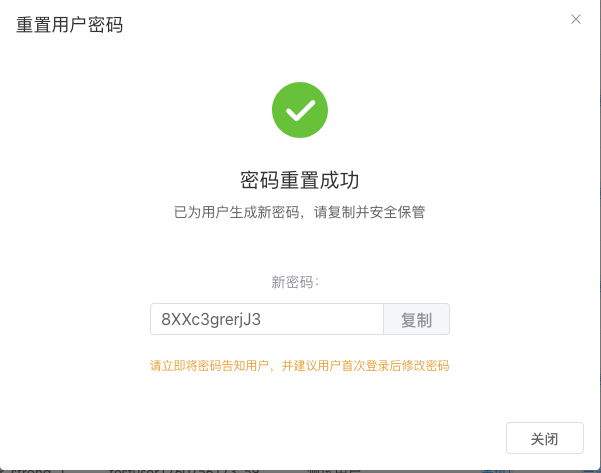 重置用户密码
密码重置成功
已为用户生成新密码，请复制并安全保管
新密码：
8XXc3grerjJ3
复制
请立即将密码告知用户，并建议用户首次登录后修改密码
关闭